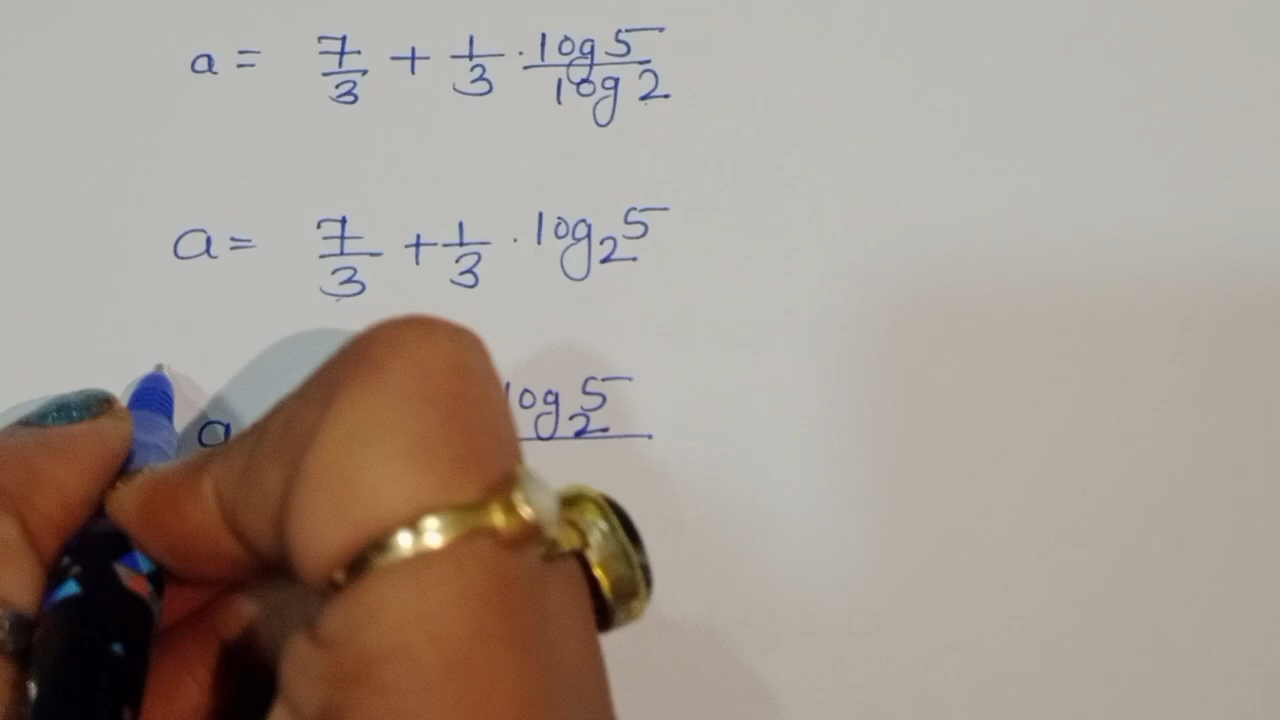 a = 7/3 + 1/3 · log 5 / log 2
a = 7/3 + 1/3 · log₂5
a log₂5